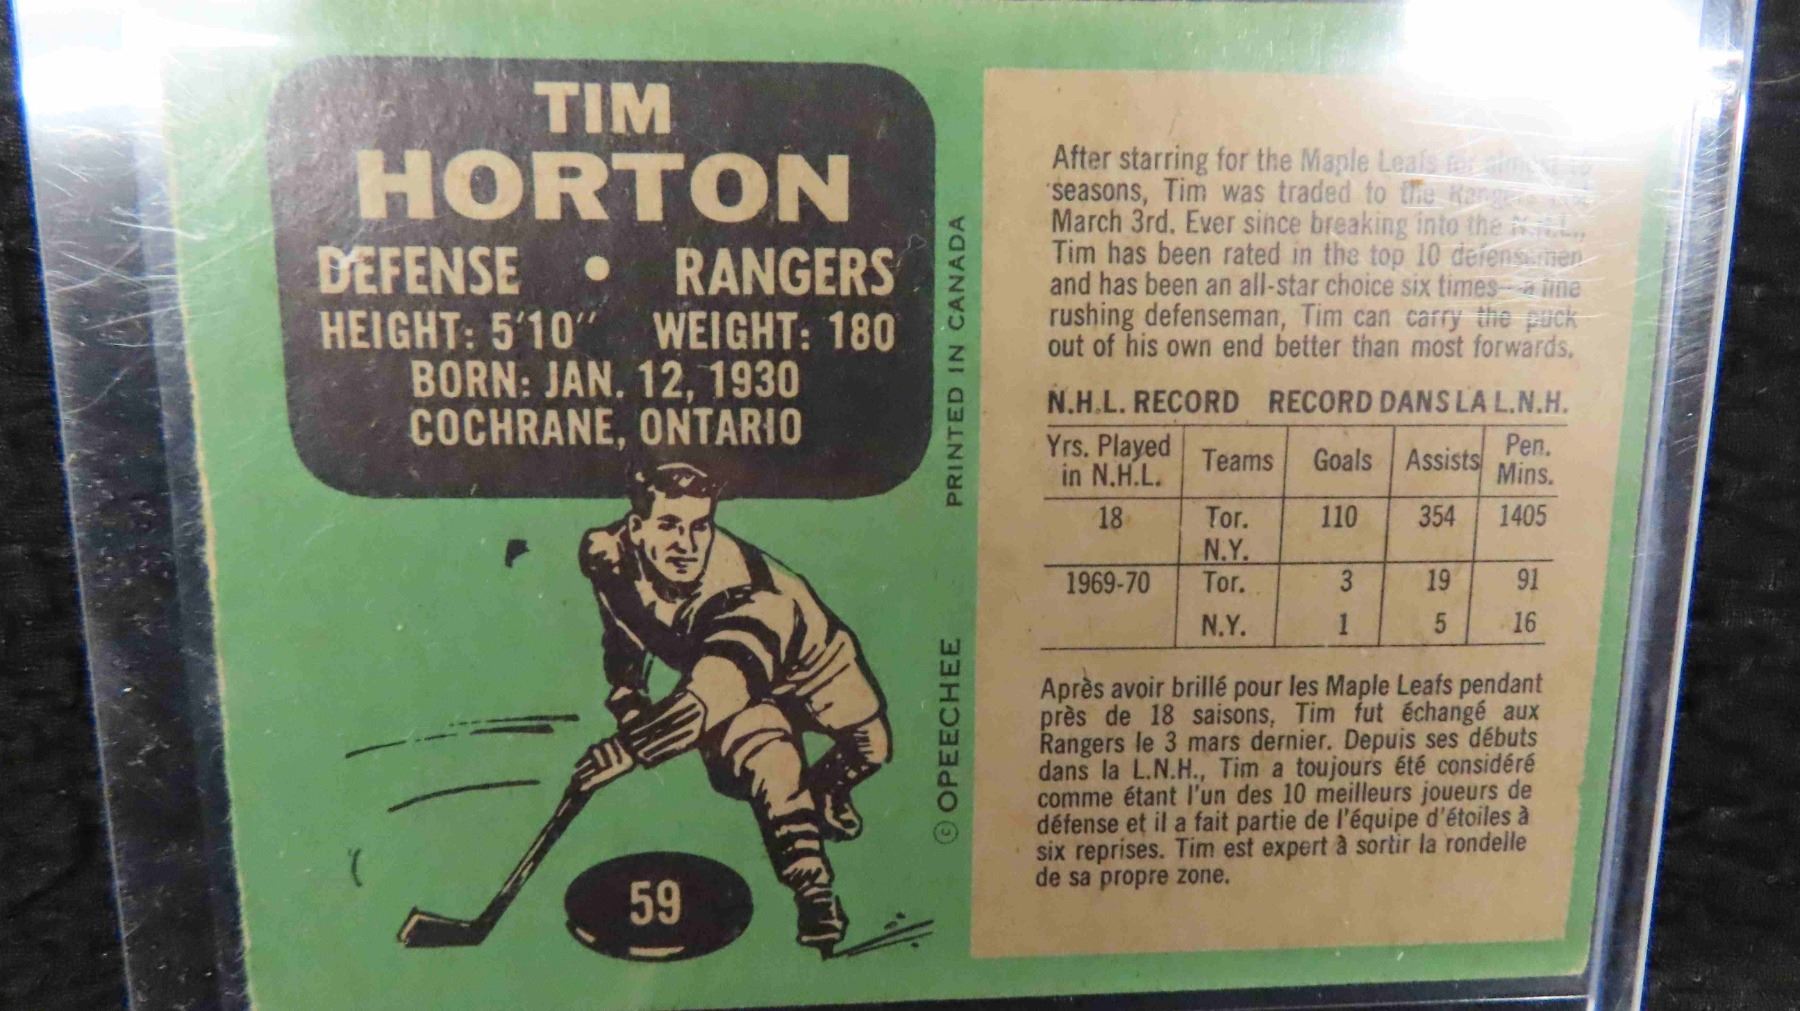 TIM
HORTON
DEFENSE • RANGERS
HEIGHT: 5'10" WEIGHT: 180
BORN: JAN. 12, 1930
COCHRANE, ONTARIO
59
© OPEECHEE PRINTED IN CANADA
After starring for the Maple Leafs for almost 18
seasons, Tim was traded to the Rangers
March 3rd. Ever since breaking into the N.H.L.,
Tim has been rated in the top 10 defensemen
and has been an all-star choice six times—a fine
rushing defenseman, Tim can carry the puck
out of his own end better than most forwards.
N.H.L. RECORD RECORD DANS LA L.N.H.
Yrs. Played in N.H.L. Teams Goals Assists Pen. Mins.
18 Tor. 110 354 1405
N.Y.
1969-70 Tor. 3 19 91
N.Y. 1 5 16
Après avoir brillé pour les Maple Leafs pendant
près de 18 saisons, Tim fut échangé aux
Rangers le 3 mars dernier. Depuis ses débuts
dans la L.N.H., Tim a toujours été considéré
comme étant l'un des 10 meilleurs joueurs de
défense et il a fait partie de l'équipe d'étoiles à
six reprises. Tim est expert à sortir la rondelle
de sa propre zone.